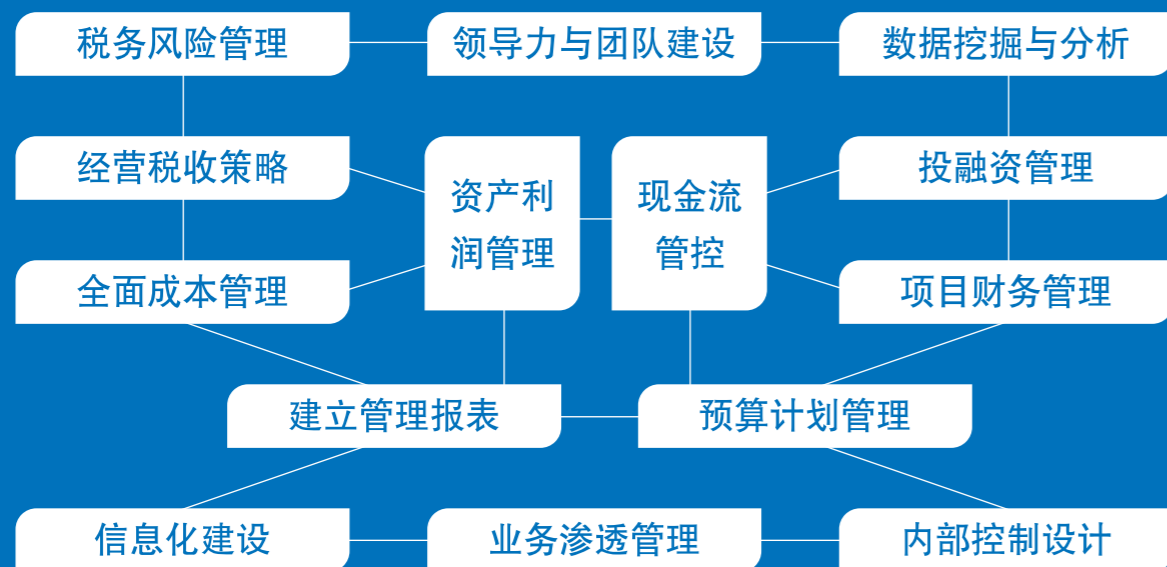 税务风险管理
领导力与团队建设
数据挖掘与分析
经营税收策略
资产利
润管理
现金流
管控
投融资管理
全面成本管理
项目财务管理
建立管理报表
预算计划管理
信息化建设
业务渗透管理
内部控制设计